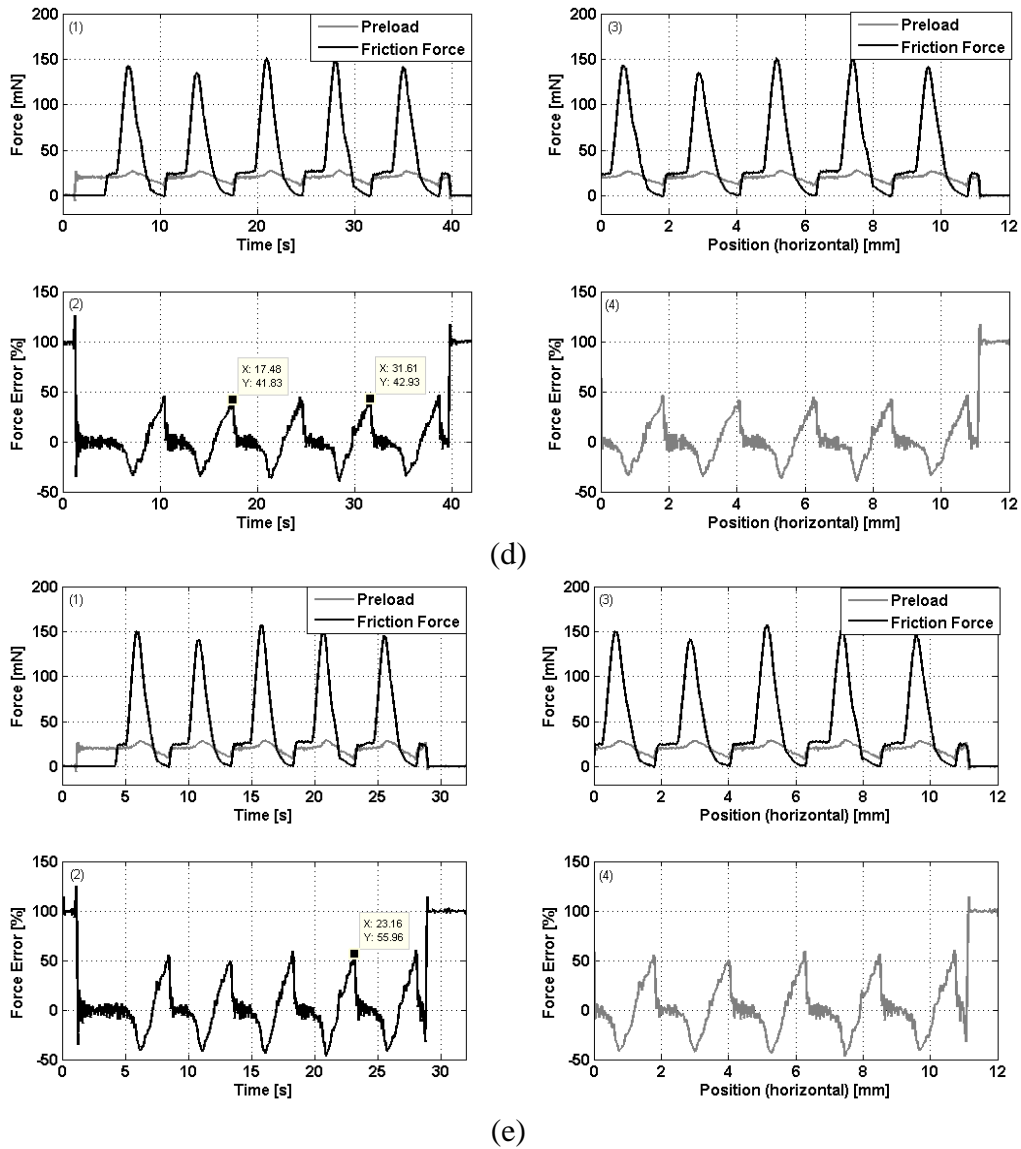 (1)
Preload
Friction Force
Force [mN]
200
150
100
50
0
0 10 20 30 40
Time [s]
(3)
Preload
Friction Force
Force [mN]
200
150
100
50
0
0 2 4 6 8 10 12
Position (horizontal) [mm]
(2)
Force Error [%]
150
100
50
0
-50
X: 17.48
Y: 41.83
X: 31.61
Y: 42.93
0 10 20 30 40
Time [s]
(4)
Force Error [%]
150
100
50
0
-50
0 2 4 6 8 10 12
Position (horizontal) [mm]
(d)
(1)
Preload
Friction Force
Force [mN]
200
150
100
50
0
0 5 10 15 20 25 30
Time [s]
(3)
Preload
Friction Force
Force [mN]
200
150
100
50
0
0 2 4 6 8 10 12
Position (horizontal) [mm]
(2)
Force Error [%]
150
100
50
0
-50
X: 23.16
Y: 55.96
0 5 10 15 20 25 30
Time [s]
(4)
Force Error [%]
150
100
50
0
-50
0 2 4 6 8 10 12
Position (horizontal) [mm]
(e)